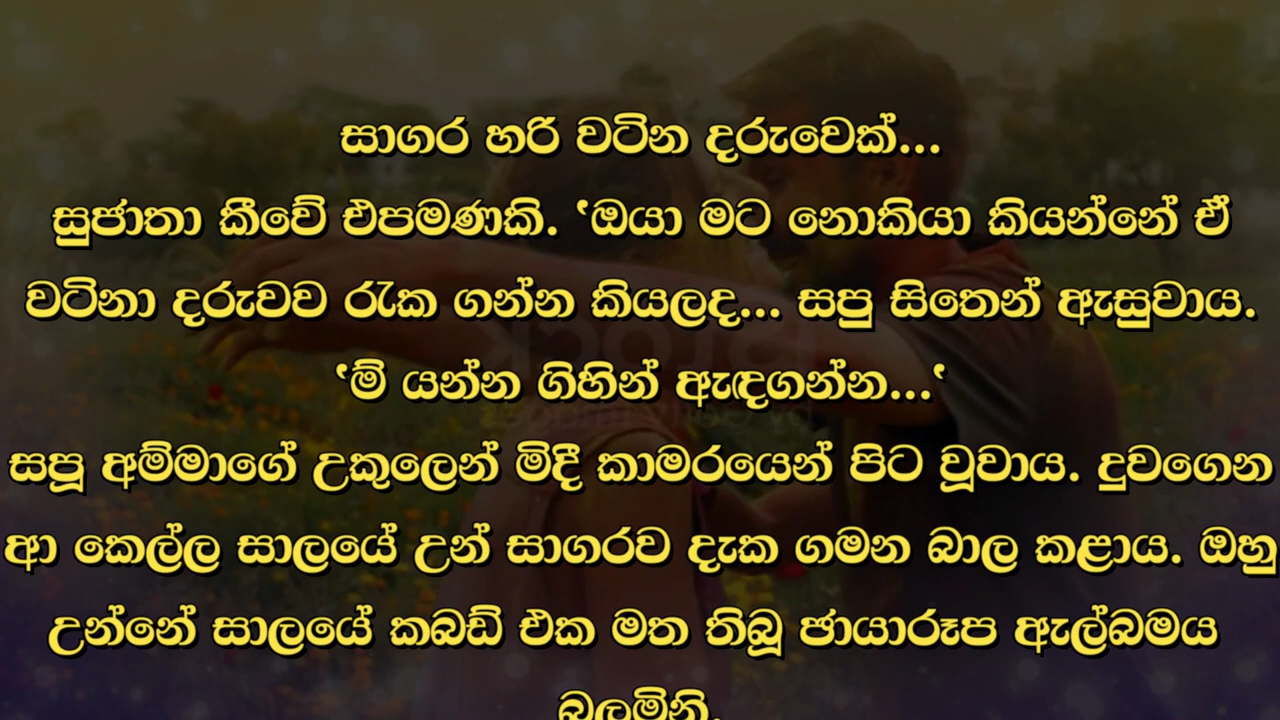 සාගර හරි වටින දරුවෙක්...
සුජාතා කීවේ එපමණකි. ‛ඔයා මට නොකියා කියන්නේ ඒ
වටිනා දරුවව රැක ගන්න කියලද... සපු සිතෙන් ඇසුවාය.
‛ම් යන්න ගිහින් ඇඳගන්න...‛
සපූ අම්මාගේ උකුලෙන් මිදී කාමරයෙන් පිට වූවාය. දුවගෙන
ආ කෙල්ල සාලයේ උන් සාගරව දැක ගමන බාල කළාය. ඔහු
උන්නේ සාලයේ කබඩ් එක මත තිබූ ඡායාරූප ඇල්බමය
බලමිනි.